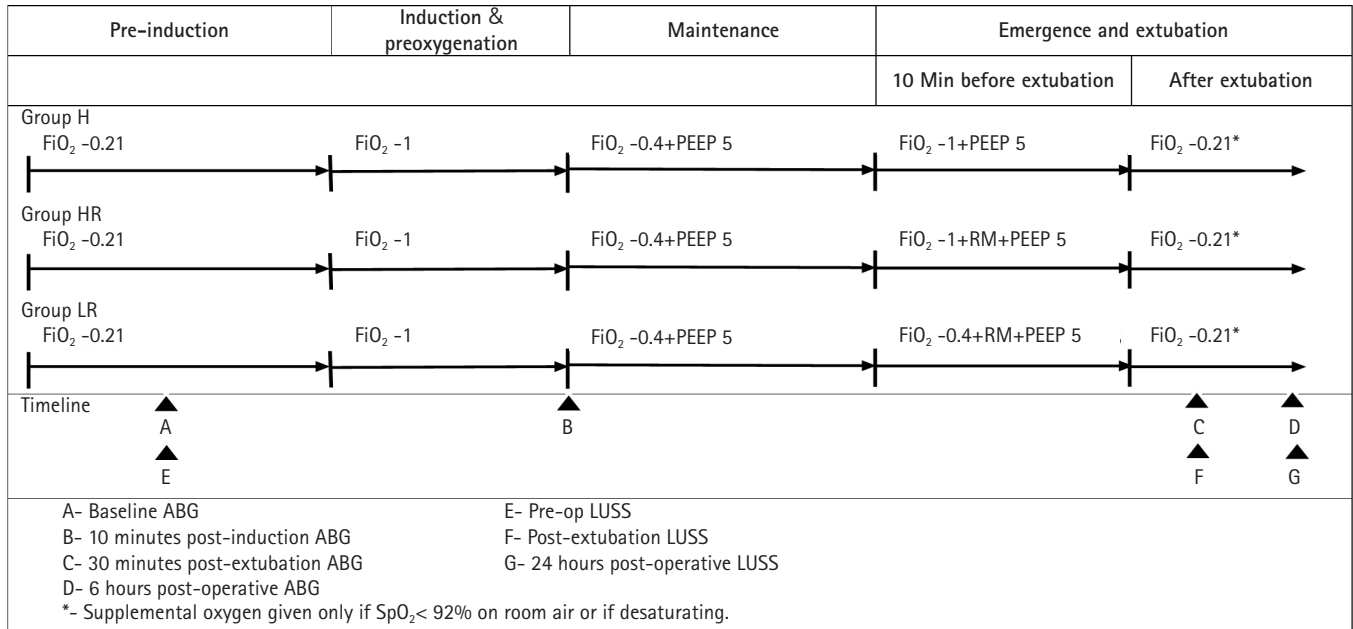 Pre-induction Induction & preoxygenation Maintenance Emergence and extubation
10 Min before extubation After extubation
Group H
FiO₂ -0.21 FiO₂ -1 FiO₂ -0.4+PEEP 5 FiO₂ -1+PEEP 5 FiO₂ -0.21*
Group HR
FiO₂ -0.21 FiO₂ -1 FiO₂ -0.4+PEEP 5 FiO₂ -1+RM+PEEP 5 FiO₂ -0.21*
Group LR
FiO₂ -0.21 FiO₂ -1 FiO₂ -0.4+PEEP 5 FiO₂ -0.4+RM+PEEP 5 FiO₂ -0.21*
Timeline
A B C D
E F G
A- Baseline ABG E- Pre-op LUSS
B- 10 minutes post-induction ABG F- Post-extubation LUSS
C- 30 minutes post-extubation ABG G- 24 hours post-operative LUSS
D- 6 hours post-operative ABG
*- Supplemental oxygen given only if SpO₂< 92% on room air or if desaturating.